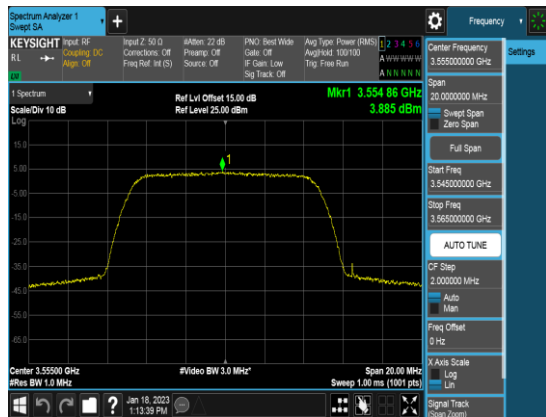 Spectrum Analyzer 1
Swept SA
Frequency
KEYSIGHT
RL
LW
Input: RF
Coupling: DC
Align: Off
Input Z: 50 Ω
Corrections: Off
Freq Ref: Int (S)
#Atten: 22 dB
Preamp: Off
Source: Off
PNO: Best Wide
Gate: Off
IF Gain: Low
Sig Track: Off
Avg Type: Power (RMS)
Avg|Hold: 100/100
Trig: Free Run
1 2 3 4 5 6
A W W W W W
A N N N N N
1 Spectrum
Scale/Div 10 dB
Ref Lvl Offset 15.00 dB
Ref Level 25.00 dBm
Mkr1 3.554 86 GHz
3.885 dBm
Log
15.0
5.00
-5.00
-15.0
-25.0
-35.0
-45.0
-55.0
-65.0
1
Center 3.55500 GHz
#Res BW 1.0 MHz
#Video BW 3.0 MHz*
Span 20.00 MHz
Sweep 1.00 ms (1001 pts)
Jan 18, 2023
1:13:39 PM
Center Frequency
3.555000000 GHz
Settings
Span
20.0000000 MHz
Swept Span
Zero Span
Full Span
Start Freq
3.545000000 GHz
Stop Freq
3.565000000 GHz
AUTO TUNE
CF Step
2.000000 MHz
Auto
Man
Freq Offset
0 Hz
X Axis Scale
Log
Lin
Signal Track
(Span Zoom)